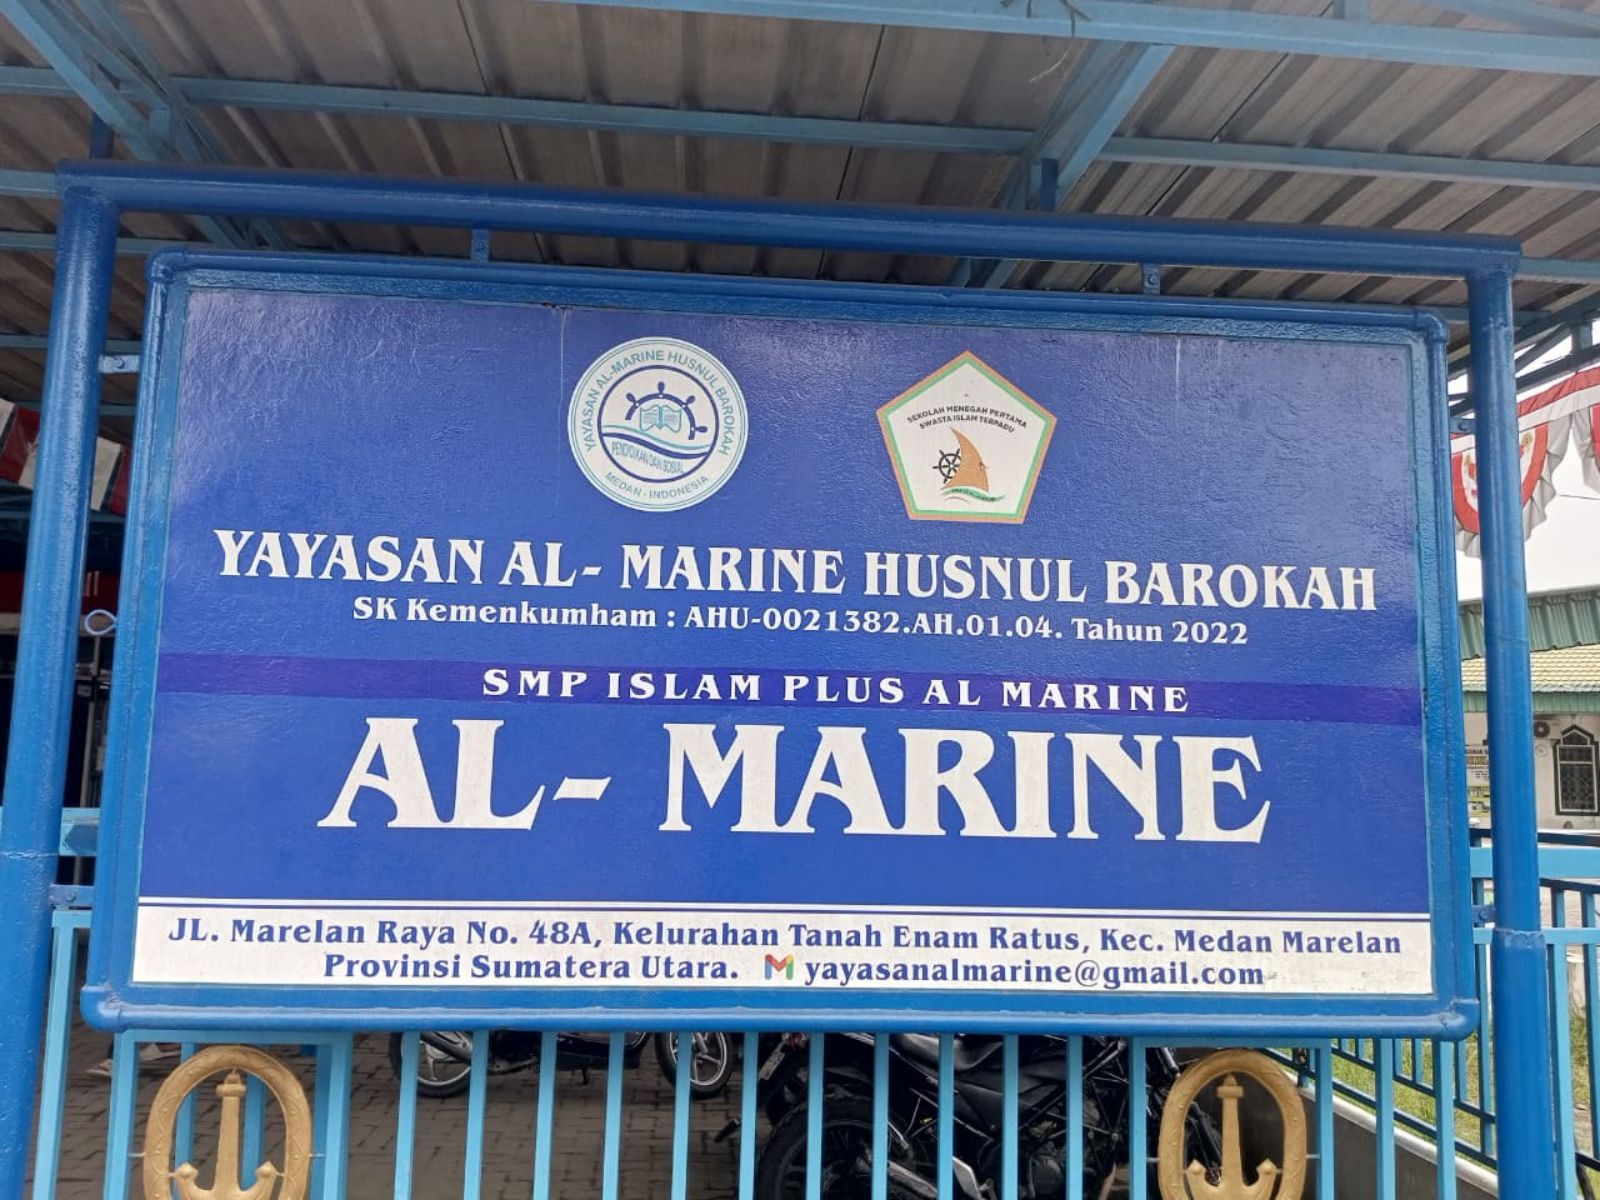 YAYASAN AL-MARINE HUSNUL BAROKAH
PENDIDIKAN DAN SOSIAL
MEDAN - INDONESIA
SEKOLAH MENEGAH PERTAMA
SWASTA ISLAM TERPADU
YAYASAN AL- MARINE HUSNUL BAROKAH
SK Kemenkumham : AHU-0021382.AH.01.04. Tahun 2022
SMP ISLAM PLUS AL MARINE
AL- MARINE
JL. Marelan Raya No. 48A, Kelurahan Tanah Enam Ratus, Kec. Medan Marelan
Provinsi Sumatera Utara. yayasanalmarine@gmail.com